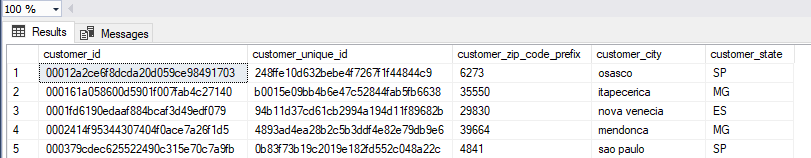 100 %
Results Messages
customer_id customer_unique_id customer_zip_code_prefix customer_city customer_state
1 00012a2ce6f8dcda20d059ce98491703 248ffe10d632bebe4f7267f1f44844c9 6273 osasco SP
2 000161a058600d5901f007fab4c27140 b0015e09bb4b6e47c52844fab5fb6638 35550 itapecerica MG
3 0001fd6190edaaf884bcaf3d49edf079 94b11d37cd61cb2994a194d11f89682b 29830 nova venecia ES
4 0002414f95344307404f0ace7a26f1d5 4893ad4ea28b2c5b3ddf4e82e79db9e6 39664 mendonca MG
5 000379cdec625522490c315e70c7a9fb 0b83f73b19c2019e182fd552c048a22c 4841 sao paulo SP